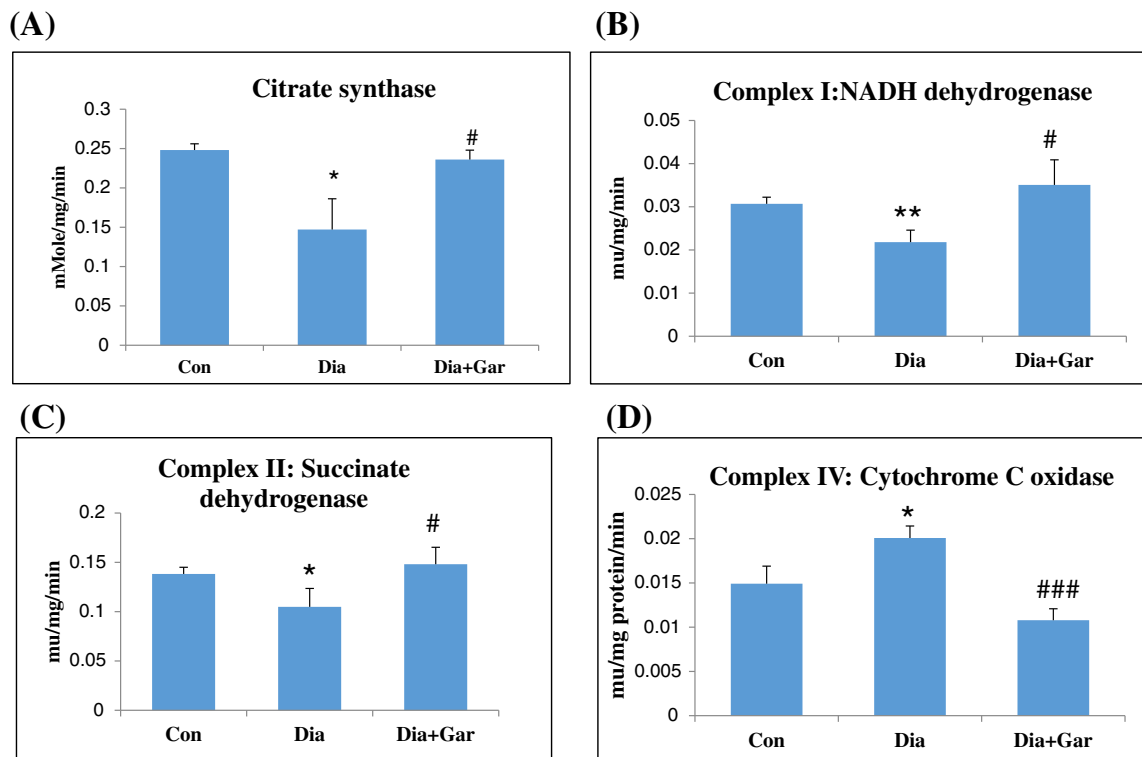 (A)
Citrate synthase
mMole/mg/min
0.3
0.25
0.2
0.15
0.1
0.05
0
*
#
Con Dia Dia+Gar
(B)
Complex I:NADH dehydrogenase
mu/mg/min
0.05
0.04
0.03
0.02
0.01
0
**
#
Con Dia Dia+Gar
(C)
Complex II: Succinate
dehydrogenase
mu/mg/min
0.2
0.15
0.1
0.05
0
*
#
Con Dia Dia+Gar
(D)
Complex IV: Cytochrome C oxidase
mu/mg protein/min
0.025
0.02
0.015
0.01
0.005
0
*
###
Con Dia Dia+Gar